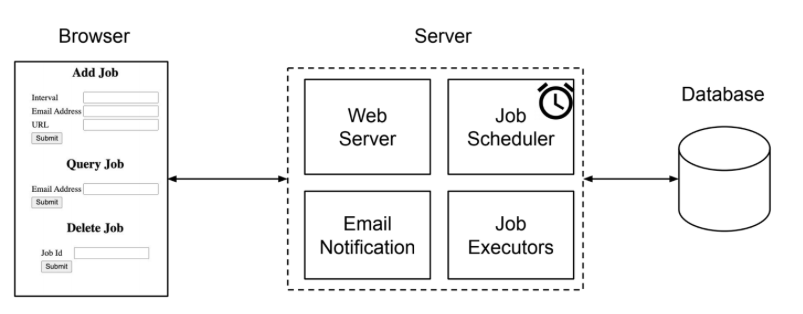 Browser
Server
Database
Add Job
Interval
Email Address
URL
Submit
Query Job
Email Address
Submit
Delete Job
Job Id
Submit
Web
Server
Job
Scheduler
Email
Notification
Job
Executors